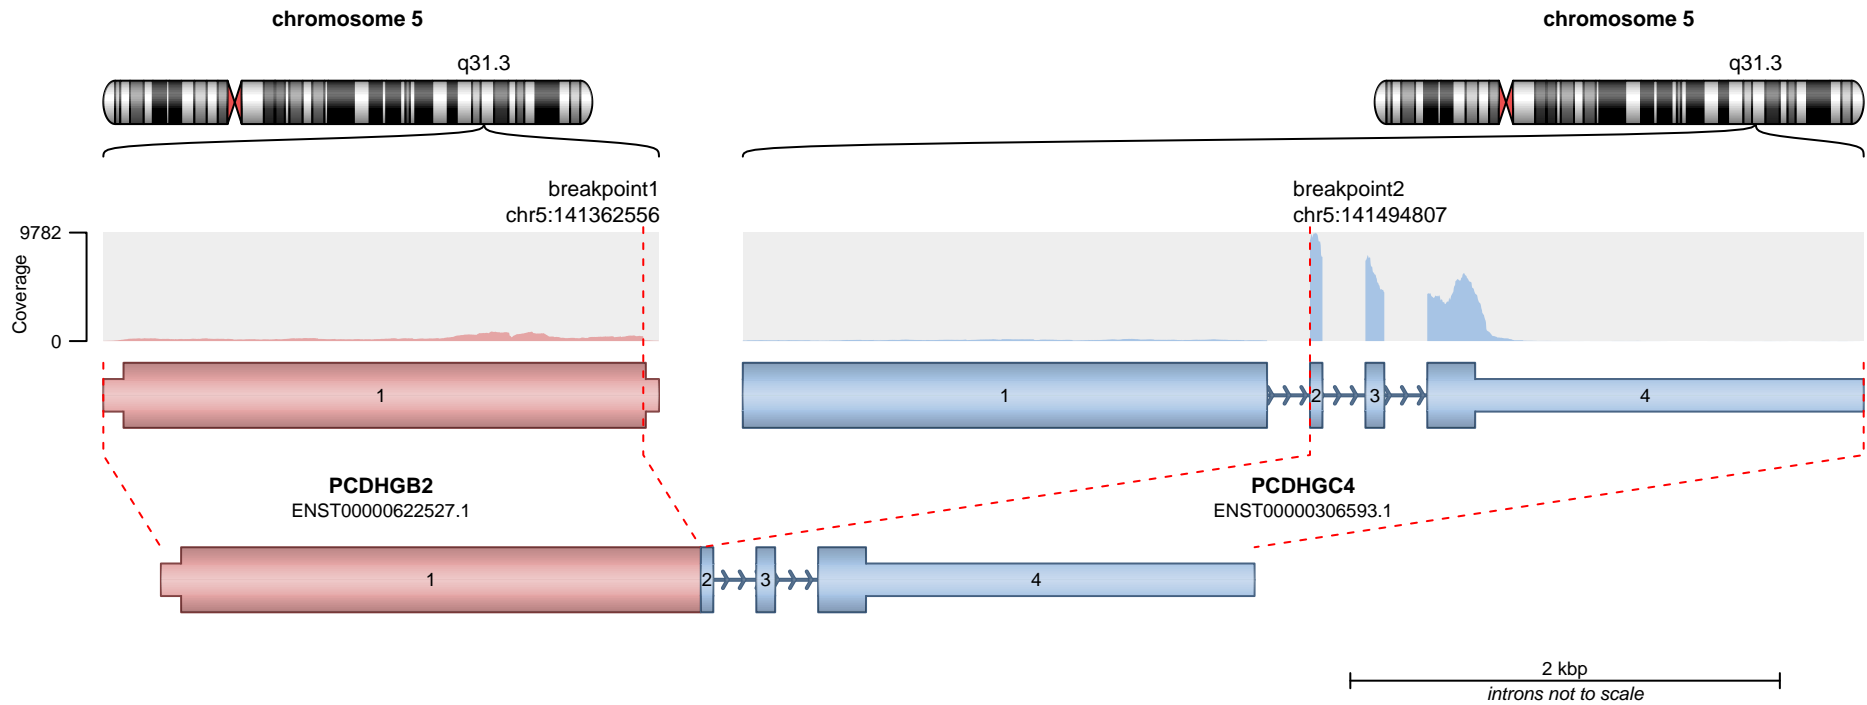 chromosome 5
chromosome 5
q31.3
q31.3
breakpoint1
chr5:141362556
breakpoint2
chr5:141494807
9782
Coverage
0
1
1
2
3
4
PCDHGB2
ENST00000622527.1
PCDHGC4
ENST00000306593.1
1
2
3
4
2 kbp
introns not to scale